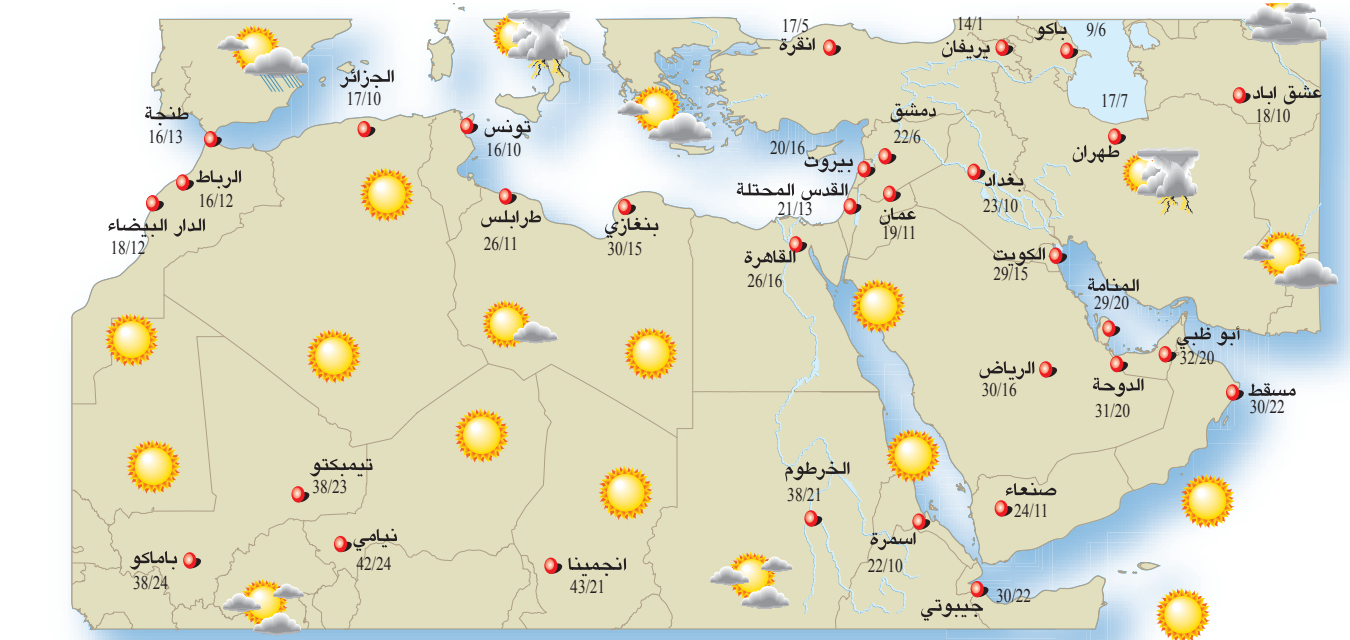 17/5
انقرة
14/1
يريفان
باكو
9/6
عشق اباد
18/10
الجزائر
17/10
طنجة
16/13
تونس
16/10
دمشق
22/6
17/7
طهران
20/16
بيروت
بغداد
23/10
الرباط
16/12
القدس المحتلة
21/13
عمان
19/11
الدار البيضاء
18/12
طرابلس
26/11
بنغازي
30/15
القاهرة
26/16
الكويت
29/15
المنامة
29/20
أبو ظبي
32/20
الرياض
30/16
الدوحة
31/20
مسقط
30/22
تيمبكتو
38/23
الخرطوم
38/21
صنعاء
24/11
باماكو
38/24
نيامي
42/24
انجمينا
43/21
اسمرة
22/10
30/22
جيبوتي